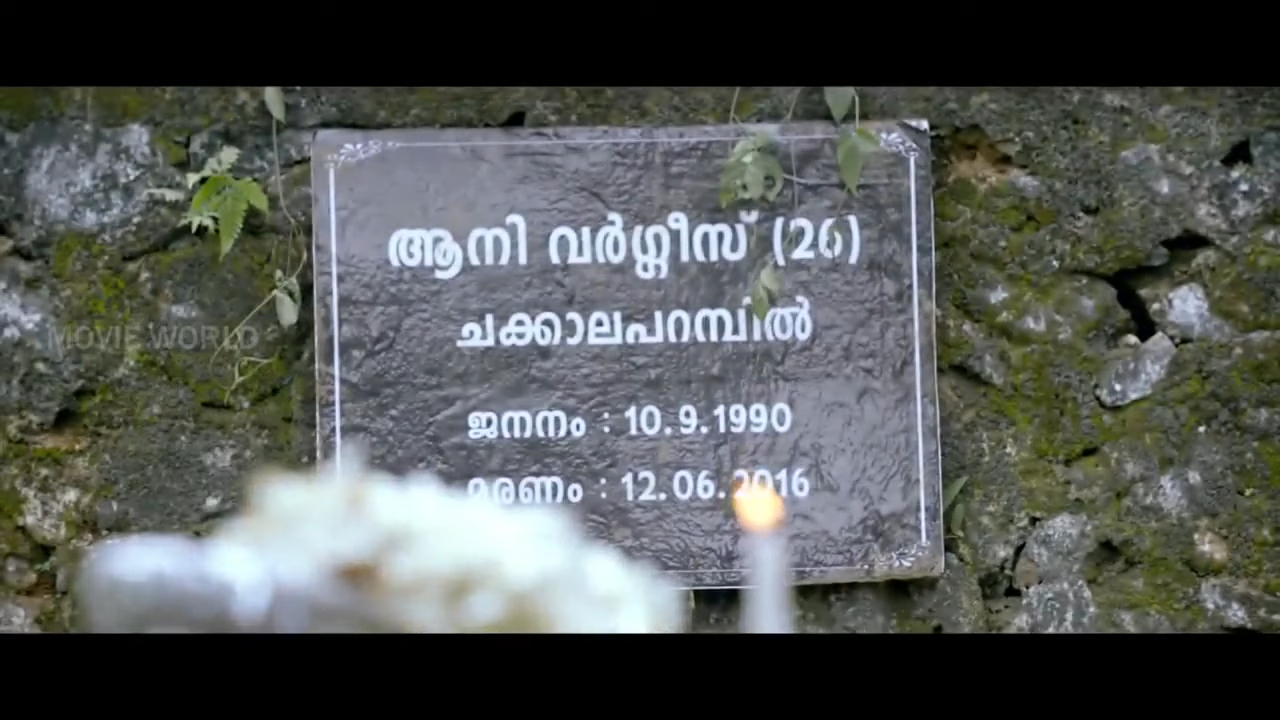 ആനി വർഗ്ഗീസ് (26)
ചക്കാലപറമ്പിൽ
MOVIE WORLD
ജനനം : 10.9.1990
മരണം : 12.06.2016